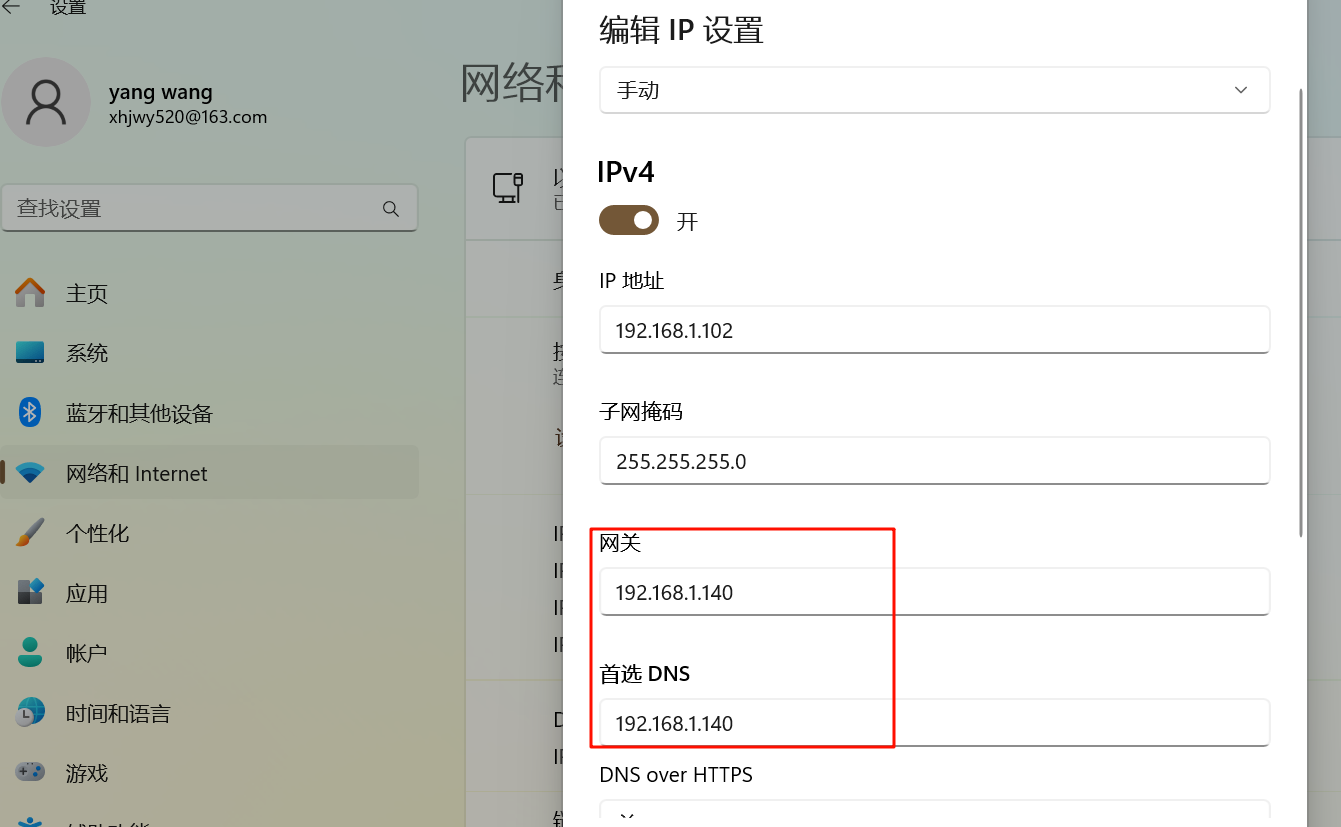 设置
yang wang
xhjwy520@163.com
查找设置
主页
系统
蓝牙和其他设备
网络和 Internet
个性化
应用
帐户
时间和语言
游戏
网络和
编辑 IP 设置
手动
IPv4
开
IP 地址
192.168.1.102
子网掩码
255.255.255.0
网关
192.168.1.140
首选 DNS
192.168.1.140
DNS over HTTPS